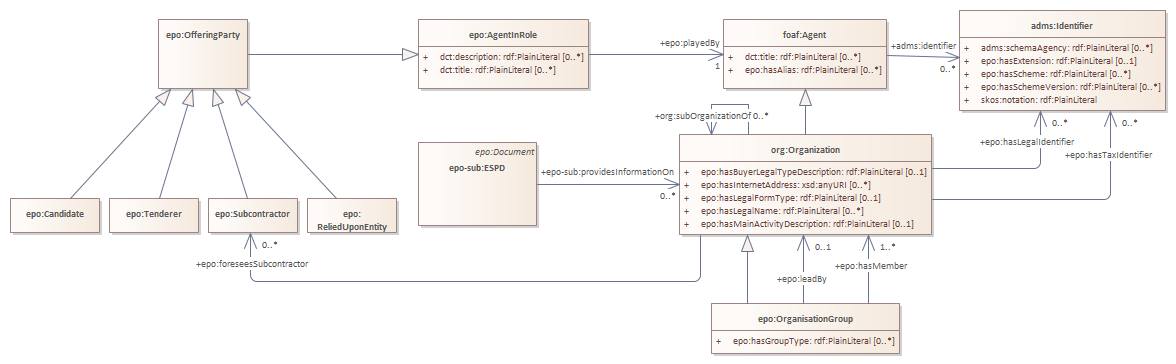 epo:OfferingParty
epo:AgentInRole
+ dct:description: rdf:PlainLiteral [0..*]
+ dct:title: rdf:PlainLiteral [0..*]
+epo:playedBy
1
foaf:Agent
+ dct:title: rdf:PlainLiteral [0..*]
+ epo:hasAlias: rdf:PlainLiteral [0..*]
+adms:identifier
0..*
adms:Identifier
+ adms:schemaAgency: rdf:PlainLiteral [0..*]
+ epo:hasExtension: rdf:PlainLiteral [0..1]
+ epo:hasScheme: rdf:PlainLiteral [0..*]
+ epo:hasSchemeVersion: rdf:PlainLiteral [0..*]
+ skos:notation: rdf:PlainLiteral
+org:subOrganizationOf 0..*
0..*
+epo:hasLegalIdentifier
0..*
+epo:hasTaxIdentifier
epo:Document
epo-sub:ESPD
+epo-sub:providesInformationOn
0..*
org:Organization
+ epo:hasBuyerLegalTypeDescription: rdf:PlainLiteral [0..1]
+ epo:hasInternetAddress: xsd:anyURI [0..*]
+ epo:hasLegalFormType: rdf:PlainLiteral [0..1]
+ epo:hasLegalName: rdf:PlainLiteral [0..*]
+ epo:hasMainActivityDescription: rdf:PlainLiteral [0..1]
epo:Candidate
epo:Tenderer
epo:Subcontractor
epo:
ReliedUponEntity
0..*
+epo:foreseesSubcontractor
0..1
+epo:leadBy
1..*
+epo:hasMember
epo:OrganisationGroup
+ epo:hasGroupType: rdf:PlainLiteral [0..*]